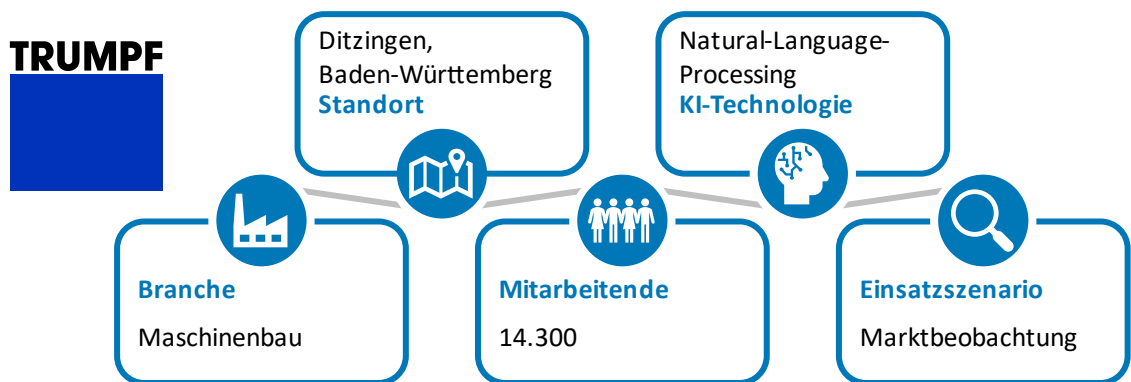 TRUMPF
Ditzingen,
Baden-Württemberg
Standort
Natural-Language-
Processing
KI-Technologie
Branche
Maschinenbau
Mitarbeitende
14.300
Einsatzszenario
Marktbeobachtung